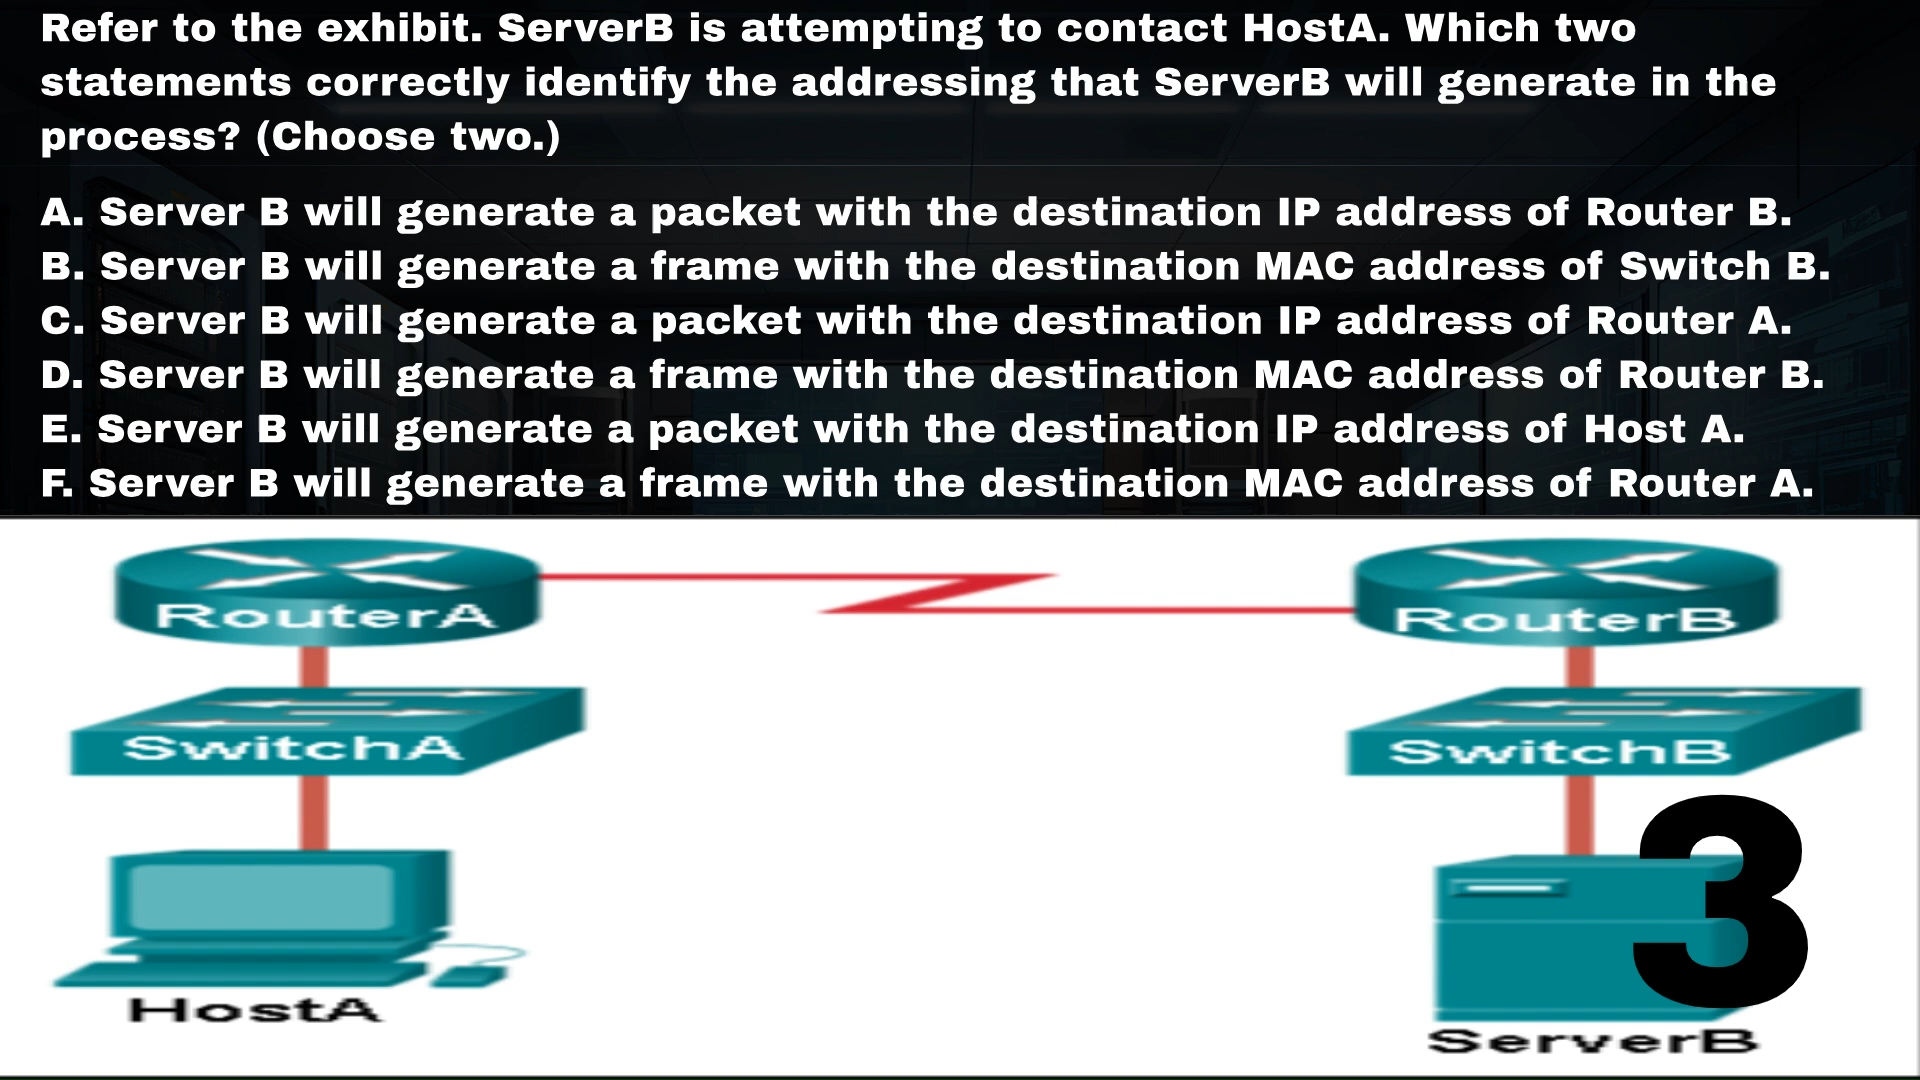 Refer to the exhibit. ServerB is attempting to contact HostA. Which two
statements correctly identify the addressing that ServerB will generate in the
process? (Choose two.)
A. Server B will generate a packet with the destination IP address of Router B.
B. Server B will generate a frame with the destination MAC address of Switch B.
C. Server B will generate a packet with the destination IP address of Router A.
D. Server B will generate a frame with the destination MAC address of Router B.
E. Server B will generate a packet with the destination IP address of Host A.
F. Server B will generate a frame with the destination MAC address of Router A.
RouterA
RouterB
SwitchA
SwitchB
3
HostA
ServerB